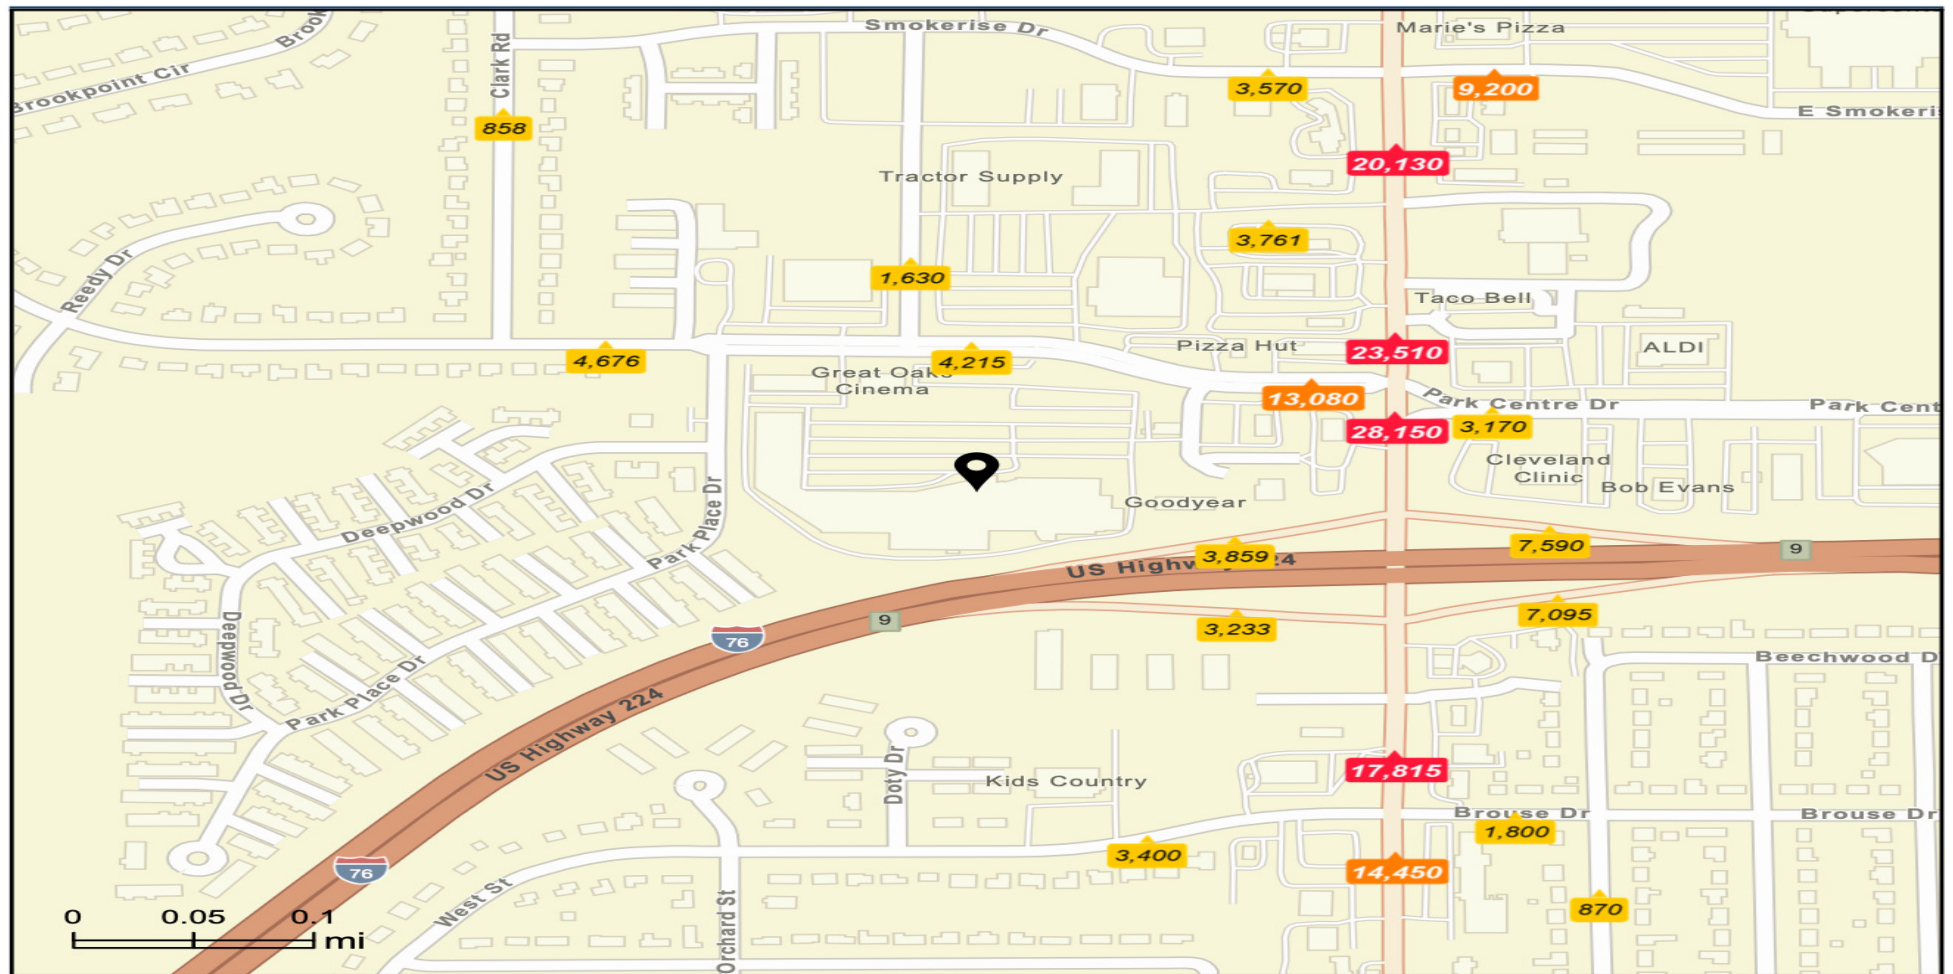 Smokerise Dr
Marie's Pizza
Brook
Clark Rd
Brookpoint Cir
3,570
9,200
E Smokeri
858
20,130
Tractor Supply
3,761
Reedy Dr
1,630
Taco Bell
Pizza Hut
23,510
ALDI
4,676
4,215
Great Oaks
Cinema
13,080
Park Centre Dr
Park Cent
28,150
3,170
Cleveland
Clinic
Bob Evans
Goodyear
Deepwood Dr
Park Place Dr
3,859
7,590
9
US Highway 224
7,095
9
3,233
76
Deepwood Dr
Beechwood D
Park Place Dr
US Highway 224
17,815
Doty Dr
Kids Country
Brouse Dr
Brouse Dr
1,800
3,400
14,450
76
West St
Orchard St
870
0 0.05 0.1
mi